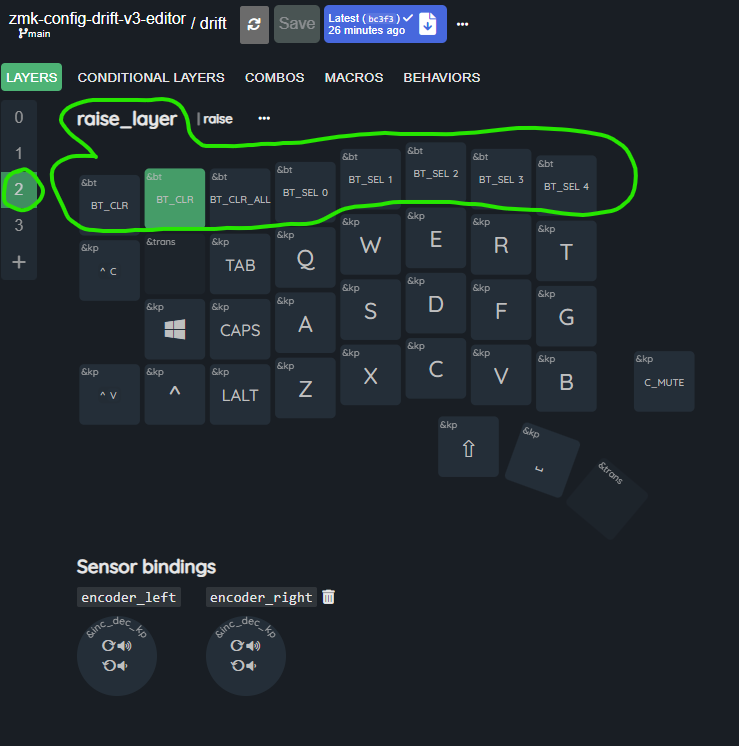 zmk-config-drift-v3-editor / drift
main
Save
Latest ( bc3f3 )
26 minutes ago
LAYERS CONDITIONAL LAYERS COMBOS MACROS BEHAVIORS
0
1
2
3
+
raise_layer | raise
&bt BT_CLR
&bt BT_CLR
&bt BT_CLR_ALL
&bt BT_SEL 0
&bt BT_SEL 1
&bt BT_SEL 2
&bt BT_SEL 3
&bt BT_SEL 4
&kp ^ C
&trans
&kp TAB
&kp Q
&kp W
&kp E
&kp R
&kp T
&kp
&kp CAPS
&kp A
&kp S
&kp D
&kp F
&kp G
&kp ^ V
&kp ^
&kp LALT
&kp Z
&kp X
&kp C
&kp V
&kp B
&kp C_MUTE
&kp ⇧
&kp ⎵
&trans
Sensor bindings
encoder_left encoder_right
&inc_dec_kp
&inc_dec_kp